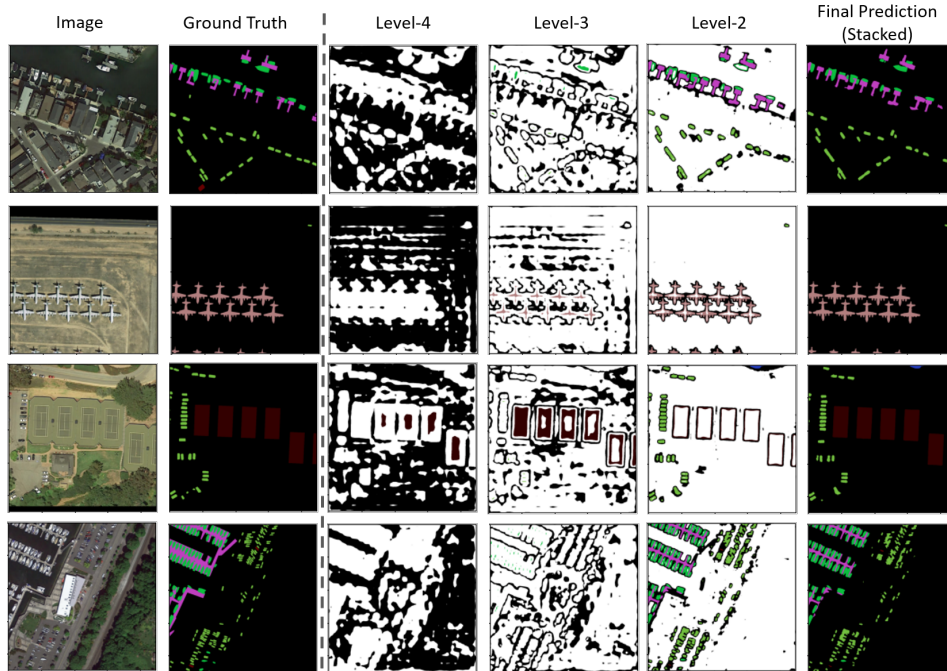 Image
Ground Truth
Level-4
Level-3
Level-2
Final Prediction
(Stacked)